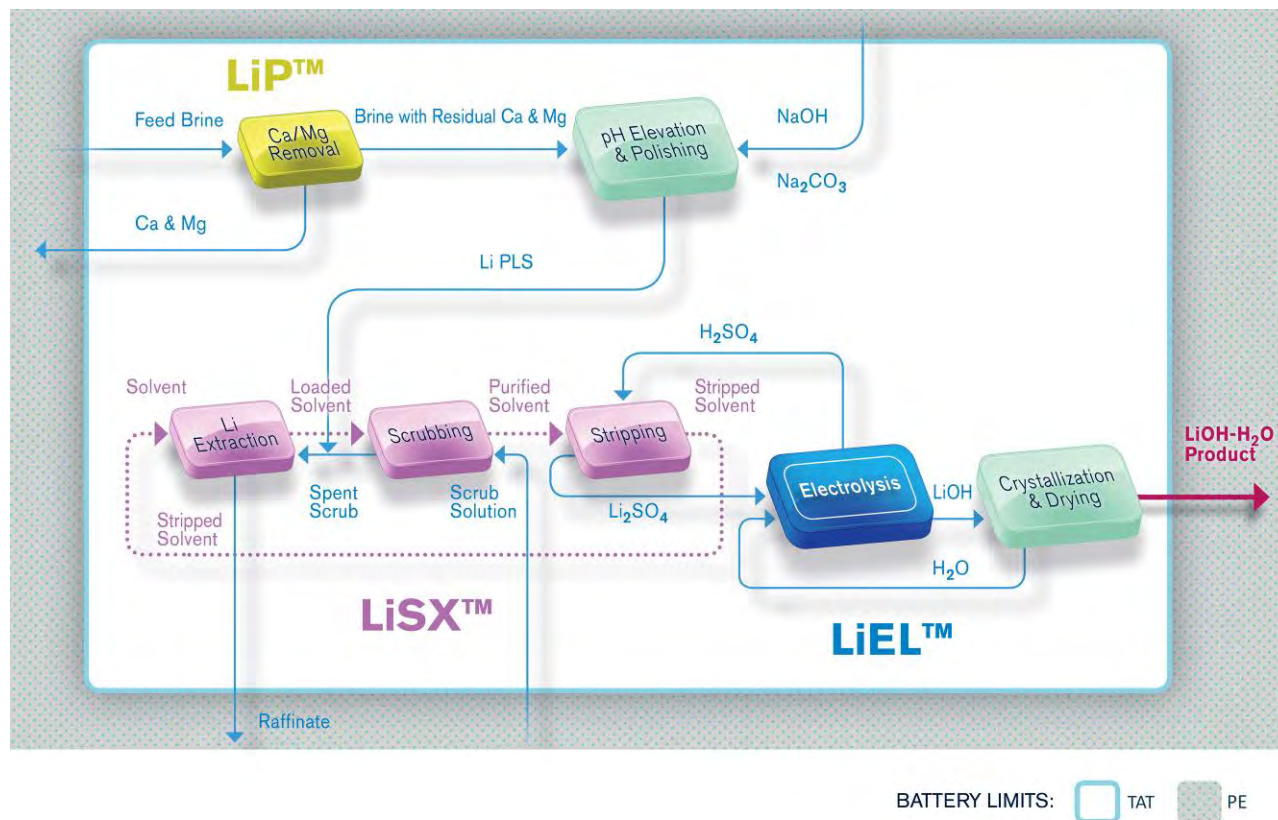 LiP™
Feed Brine
Ca/Mg
Removal
Brine with Residual Ca & Mg
pH Elevation
& Polishing
NaOH
Na₂CO₃
Ca & Mg
Li PLS
H₂SO₄
Solvent
Li
Extraction
Loaded
Solvent
Scrubbing
Purified
Solvent
Stripping
Stripped
Solvent
Spent
Scrub
Scrub
Solution
Li₂SO₄
Stripped
Solvent
Electrolysis
LiOH
Crystallization
& Drying
LiOH-H₂O
Product
H₂O
LiSX™
LiEL™
Raffinate
BATTERY LIMITS: TAT PE